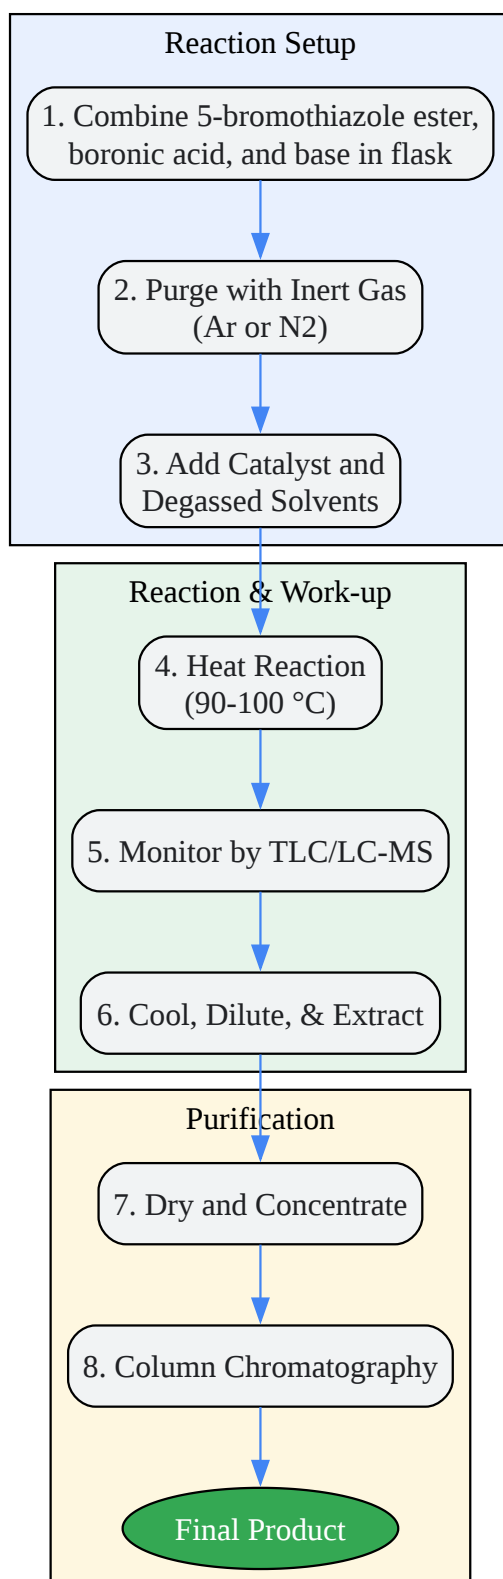 Reaction Setup
1. Combine 5-bromothiazole ester,
boronic acid, and base in flask
2. Purge with Inert Gas
(Ar or N2)
3. Add Catalyst and
Degassed Solvents
Reaction & Work-up
4. Heat Reaction
(90-100 °C)
5. Monitor by TLC/LC-MS
6. Cool, Dilute, & Extract
Purification
7. Dry and Concentrate
8. Column Chromatography
Final Product